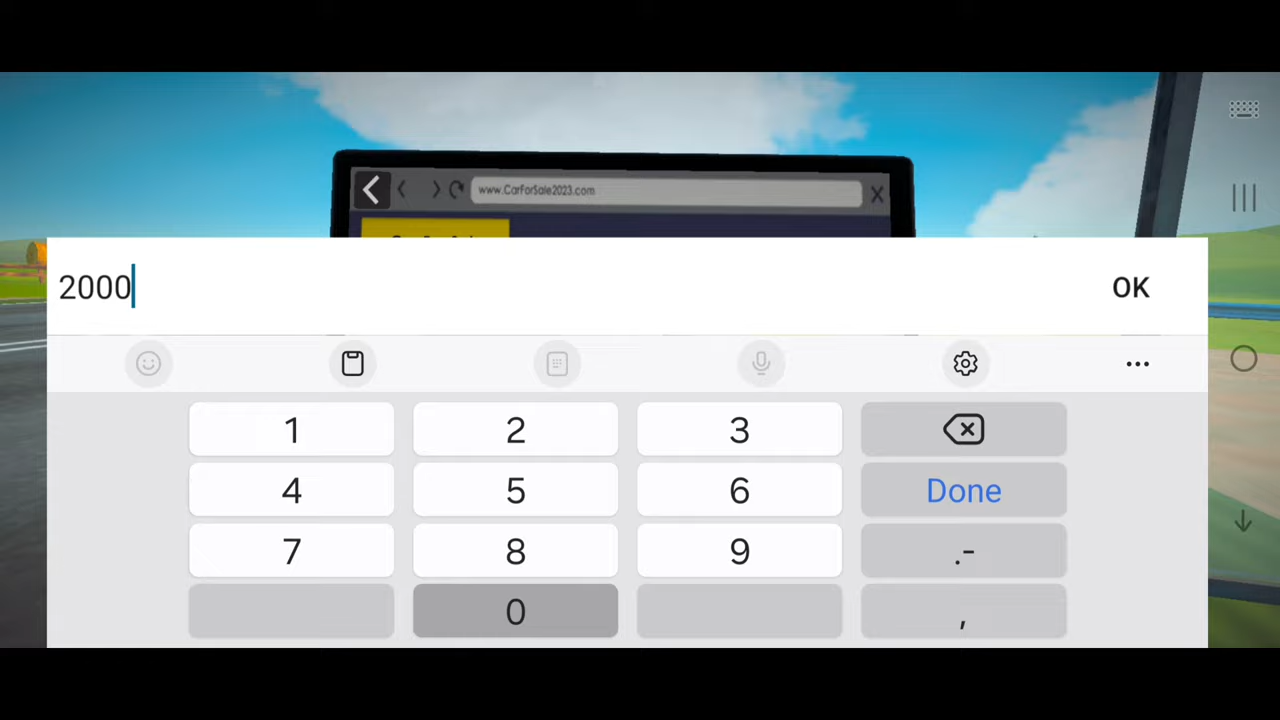 www.CarForSale2023.com
X
2000
OK
1 2 3
4 5 6 Done
7 8 9 .-
0 ,